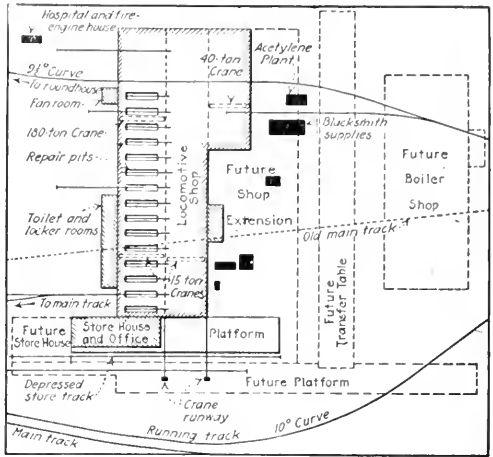 Hospital and fire-
engine house
40-ton
Crane
Acetylene
Plant
9½° Curve
To roundhouse
Fan room
Blacksmith
supplies
180-ton Crane
Repair pits
Locomotive
Shop
Future
Shop
Extension
Future
Boiler
Shop
Toilet and
locker rooms
Old main track
15 ton
Cranes
To main track
Future
Transfer Table
Future
Store House
Store House
and Office
Platform
Depressed
store track
Future Platform
Crane
runway
10° Curve
Running track
Main track